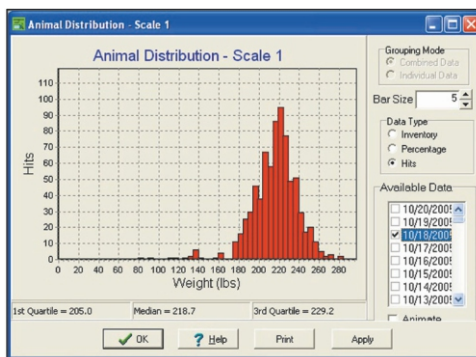 Animal Distribution - Scale 1
Animal Distribution - Scale 1
Hits
110
100
90
80
70
60
50
40
30
20
10
0
0 20 40 60 80 100 120 140 160 180 200 220 240 260 280
Weight (lbs)
1st Quartile = 205.0 Median = 218.7 3rd Quartile = 229.2
OK ? Help Print Apply
Grouping Mode
Combined Data
Individual Data
Bar Size 5
Data Type
Inventory
Percentage
Hits
Available Data
10/20/2005
10/19/2005
10/18/2005
10/17/2005
10/16/2005
10/15/2005
10/14/2005
10/13/2005
Animate